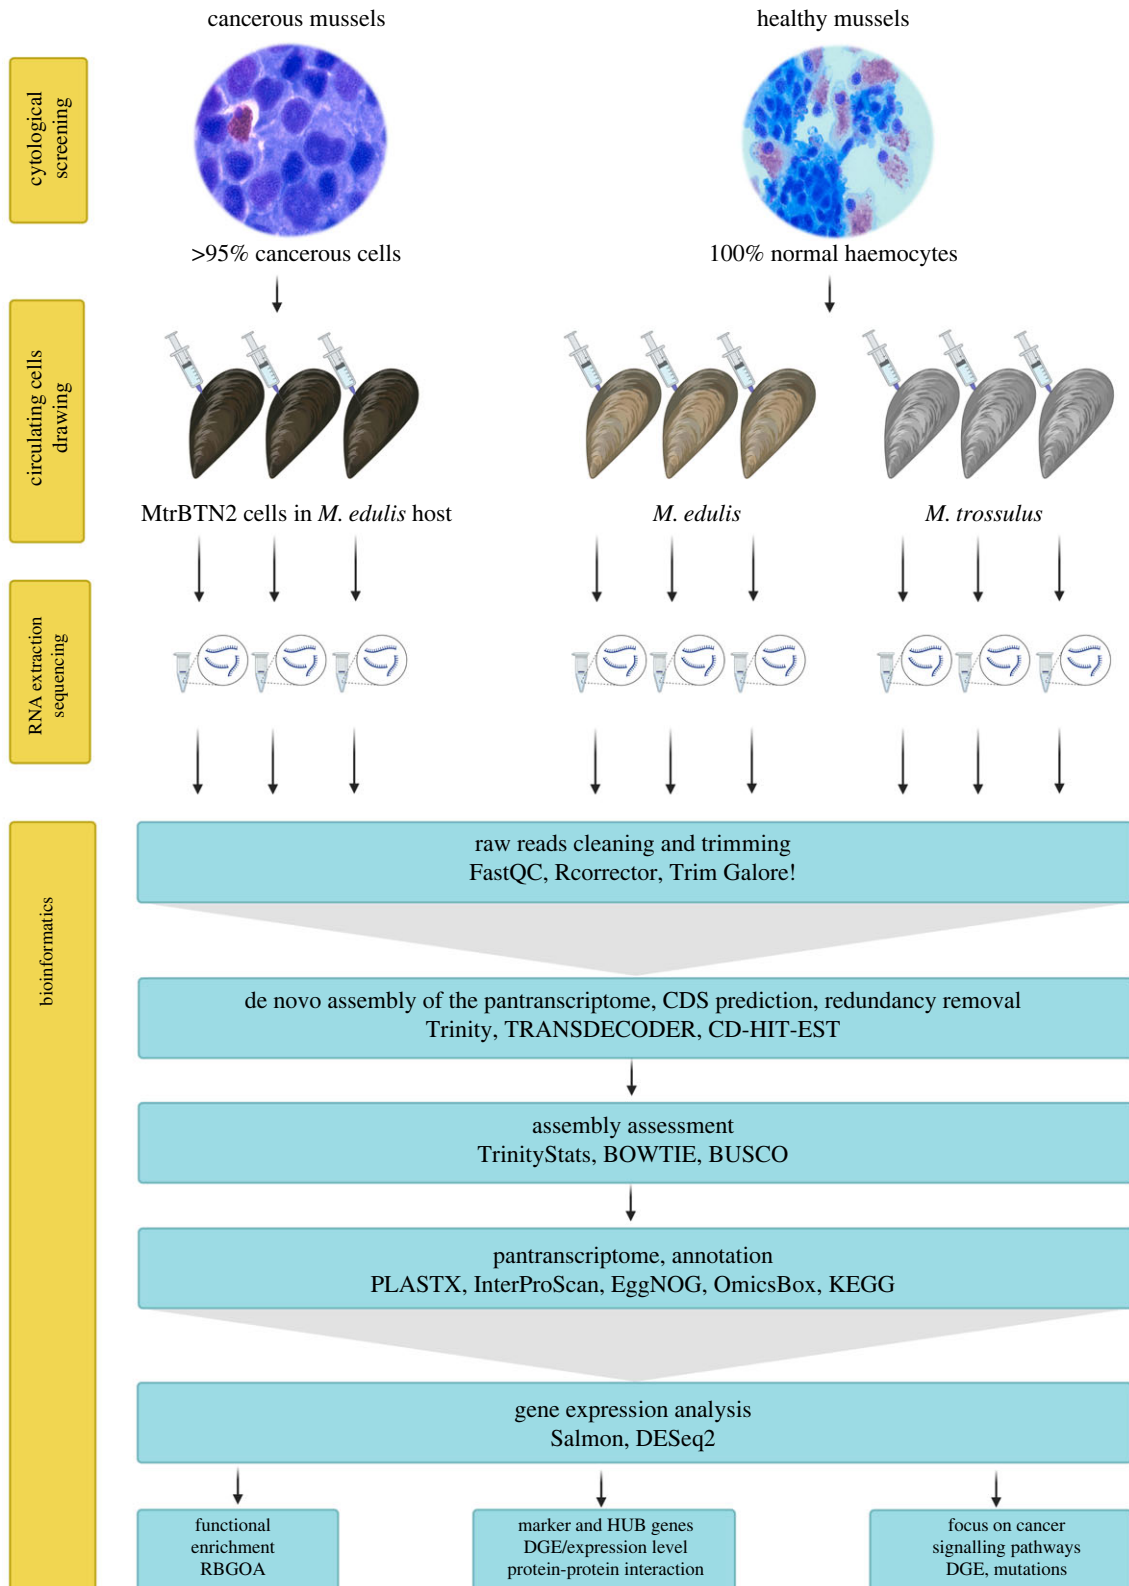 cancerous mussels
healthy mussels
cytological
screening
>95% cancerous cells
100% normal haemocytes
circulating cells
drawing
MtrBTN2 cells in M. edulis host
M. edulis
M. trossulus
RNA extraction
sequencing
bioinformatics
raw reads cleaning and trimming
FastQC, Rcorrector, Trim Galore!
de novo assembly of the pantranscriptome, CDS prediction, redundancy removal
Trinity, TRANSDECODER, CD-HIT-EST
assembly assessment
TrinityStats, BOWTIE, BUSCO
pantranscriptome, annotation
PLASTX, InterProScan, EggNOG, OmicsBox, KEGG
gene expression analysis
Salmon, DESeq2
functional
enrichment
RBGOA
marker and HUB genes
DGE/expression level
protein-protein interaction
focus on cancer
signalling pathways
DGE, mutations